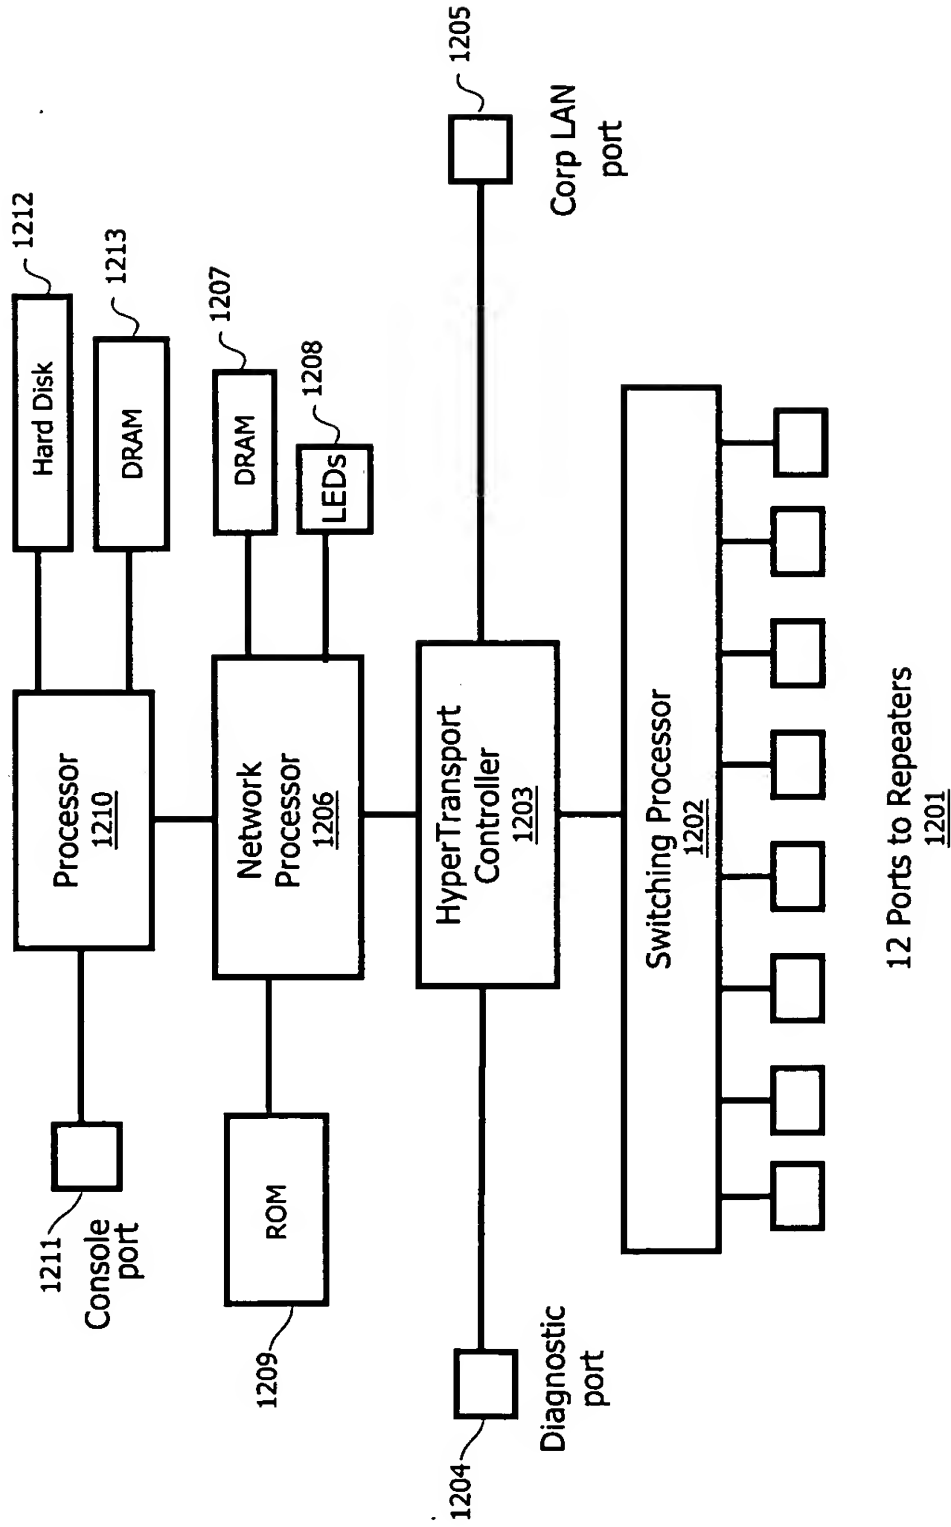 1212
Hard Disk
1213
DRAM
Processor
1210
1211
Console
port
1207
DRAM
1208
LEDs
Network
Processor
1206
ROM
1209
1205
Corp LAN
port
HyperTransport
Controller
1203
1204
Diagnostic
port
Switching Processor
1202
12 Ports to Repeaters
1201